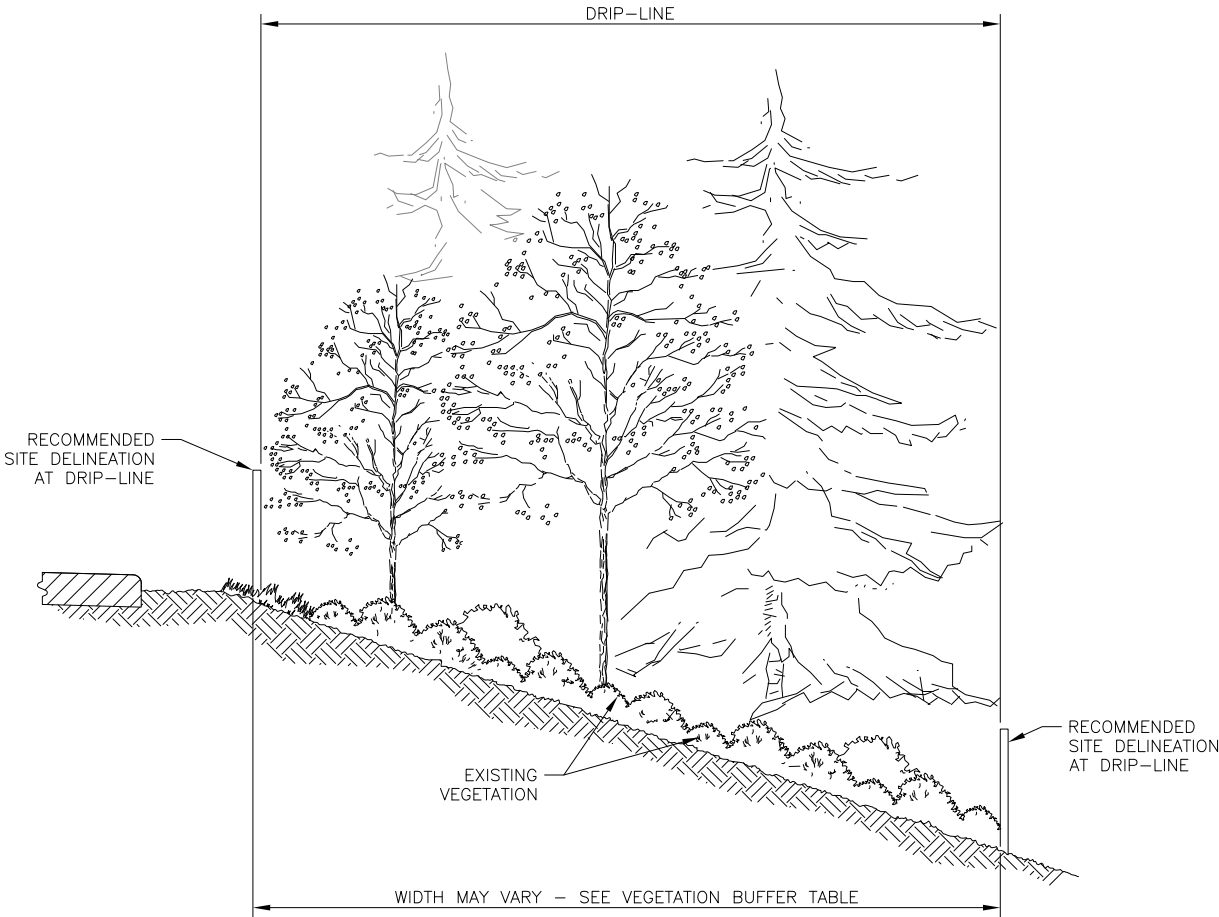 DRIP-LINE
RECOMMENDED
SITE DELINEATION
AT DRIP-LINE
RECOMMENDED
SITE DELINEATION
AT DRIP-LINE
EXISTING
VEGETATION
WIDTH MAY VARY - SEE VEGETATION BUFFER TABLE